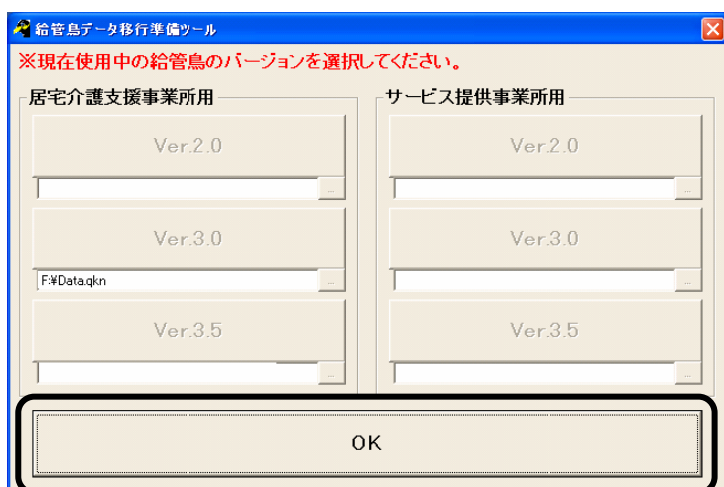 給管鳥データ移行準備ツール
※現在使用中の給管鳥のバージョンを選択してください。
居宅介護支援事業所用
Ver.2.0
...
Ver.3.0
F:¥Data.qkn
...
Ver.3.5
...
サービス提供事業所用
Ver.2.0
...
Ver.3.0
...
Ver.3.5
...
OK